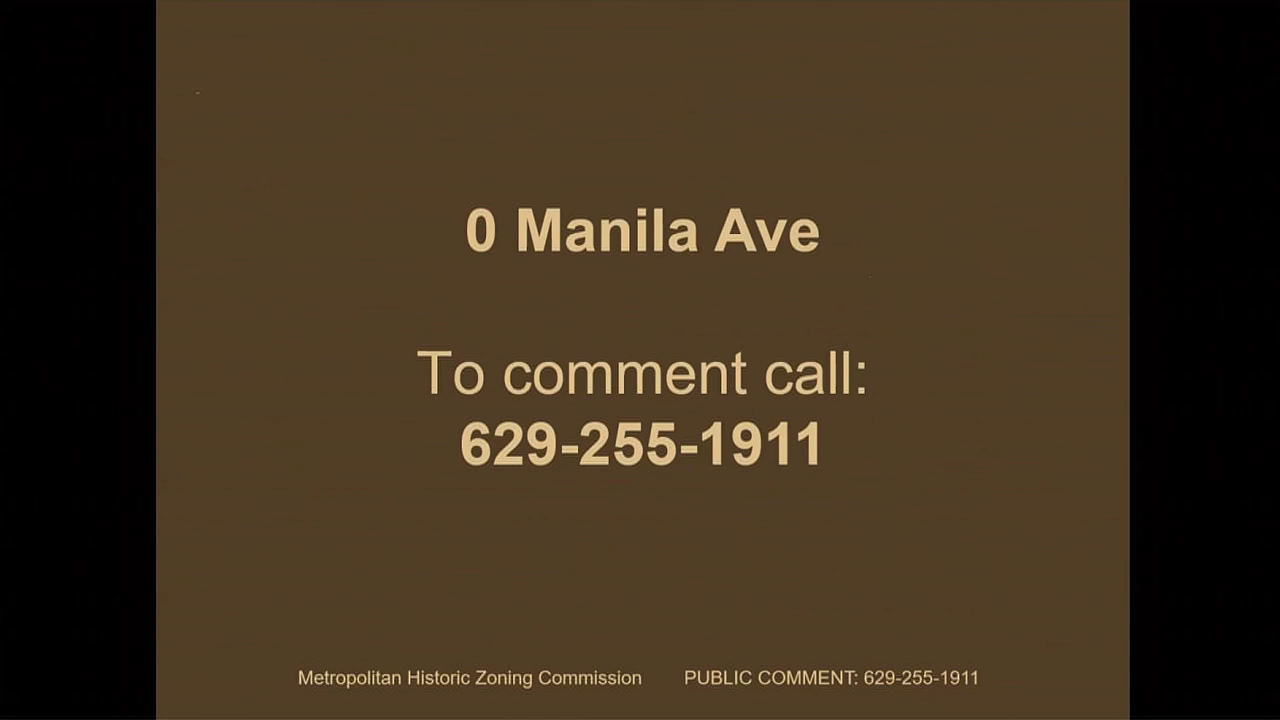 0 Manila Ave
To comment call:
629-255-1911
Metropolitan Historic Zoning Commission PUBLIC COMMENT: 629-255-1911